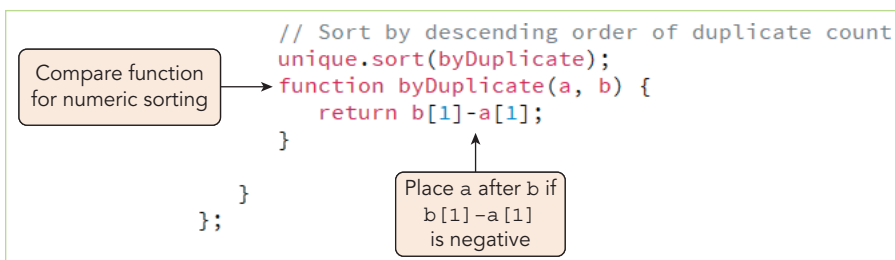 // Sort by descending order of duplicate count
unique.sort(byDuplicate);
Compare function
for numeric sorting
function byDuplicate(a, b) {
return b[1]-a[1];
}
Place a after b if
b[1]-a[1]
is negative
}
};